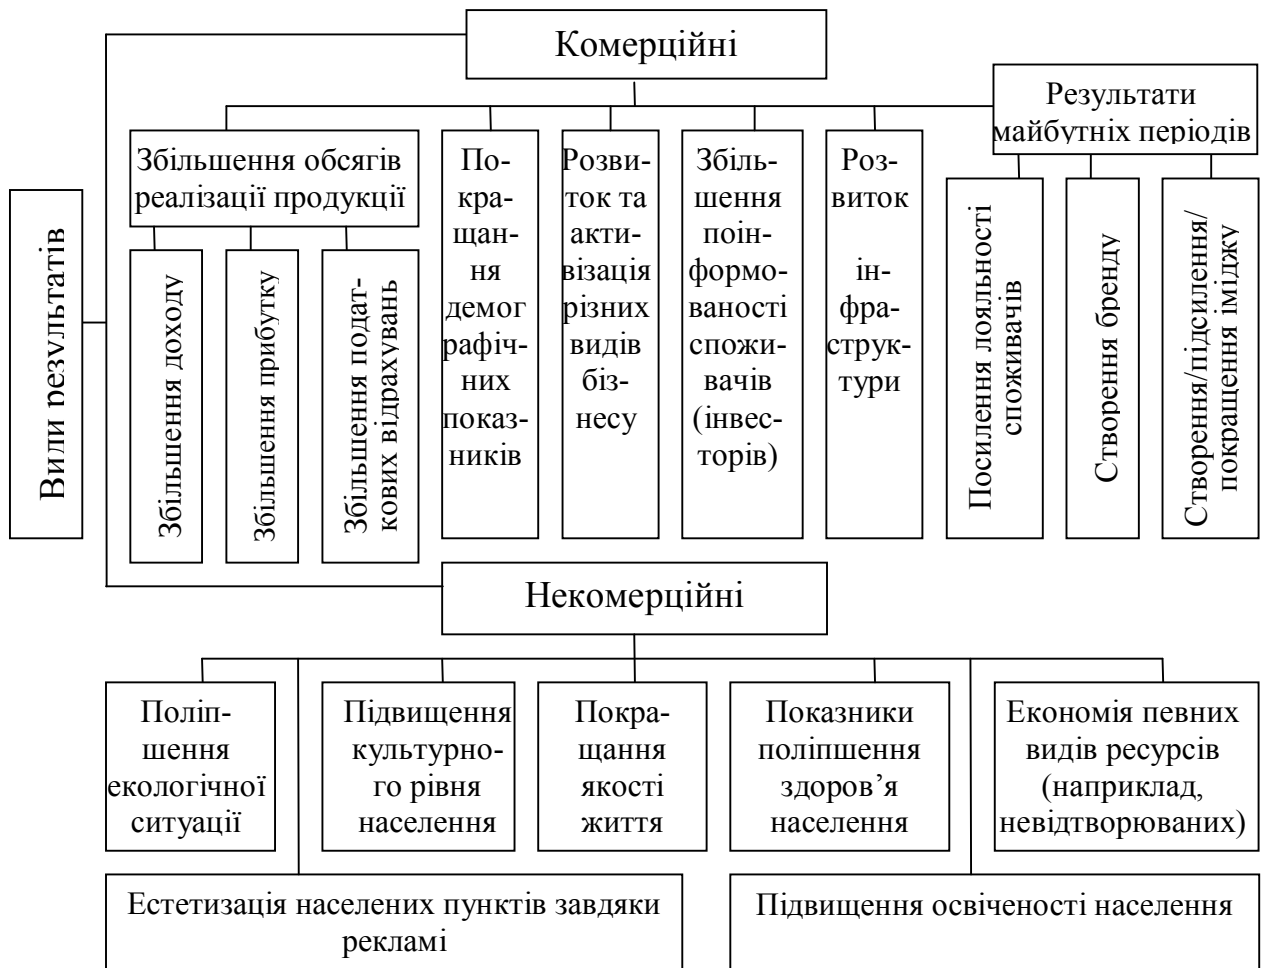 Комерційні
Результати
майбутніх періодів
Збільшення обсягів
реалізації продукції
По-
кра-
щан-
ня
демог
рафіч-
них
показ-
ників
Розви-
ток та
акти-
візація
різних
видів
біз-
несу
Збіль-
шення
поін-
формо-
ваності
спожи-
вачів
(інвес-
торів)
Роз-
виток
ін-
фра-
струк-
тури
Види результатів
Збільшення доходу
Збільшення прибутку
Збільшення подат-
кових відрахувань
Посилення лояльності
споживачів
Створення бренду
Створення/підсилення/
покращення іміджу
Некомерційні
Поліп-
шення
екологічної
ситуації
Підвищення
культурно-
го рівня
населення
Покра-
щання
якості
життя
Показники
поліпшення
здоров’я
населення
Економія певних
видів ресурсів
(наприклад,
невідтворюваних)
Естетизація населених пунктів завдяки
рекламі
Підвищення освіченості населення